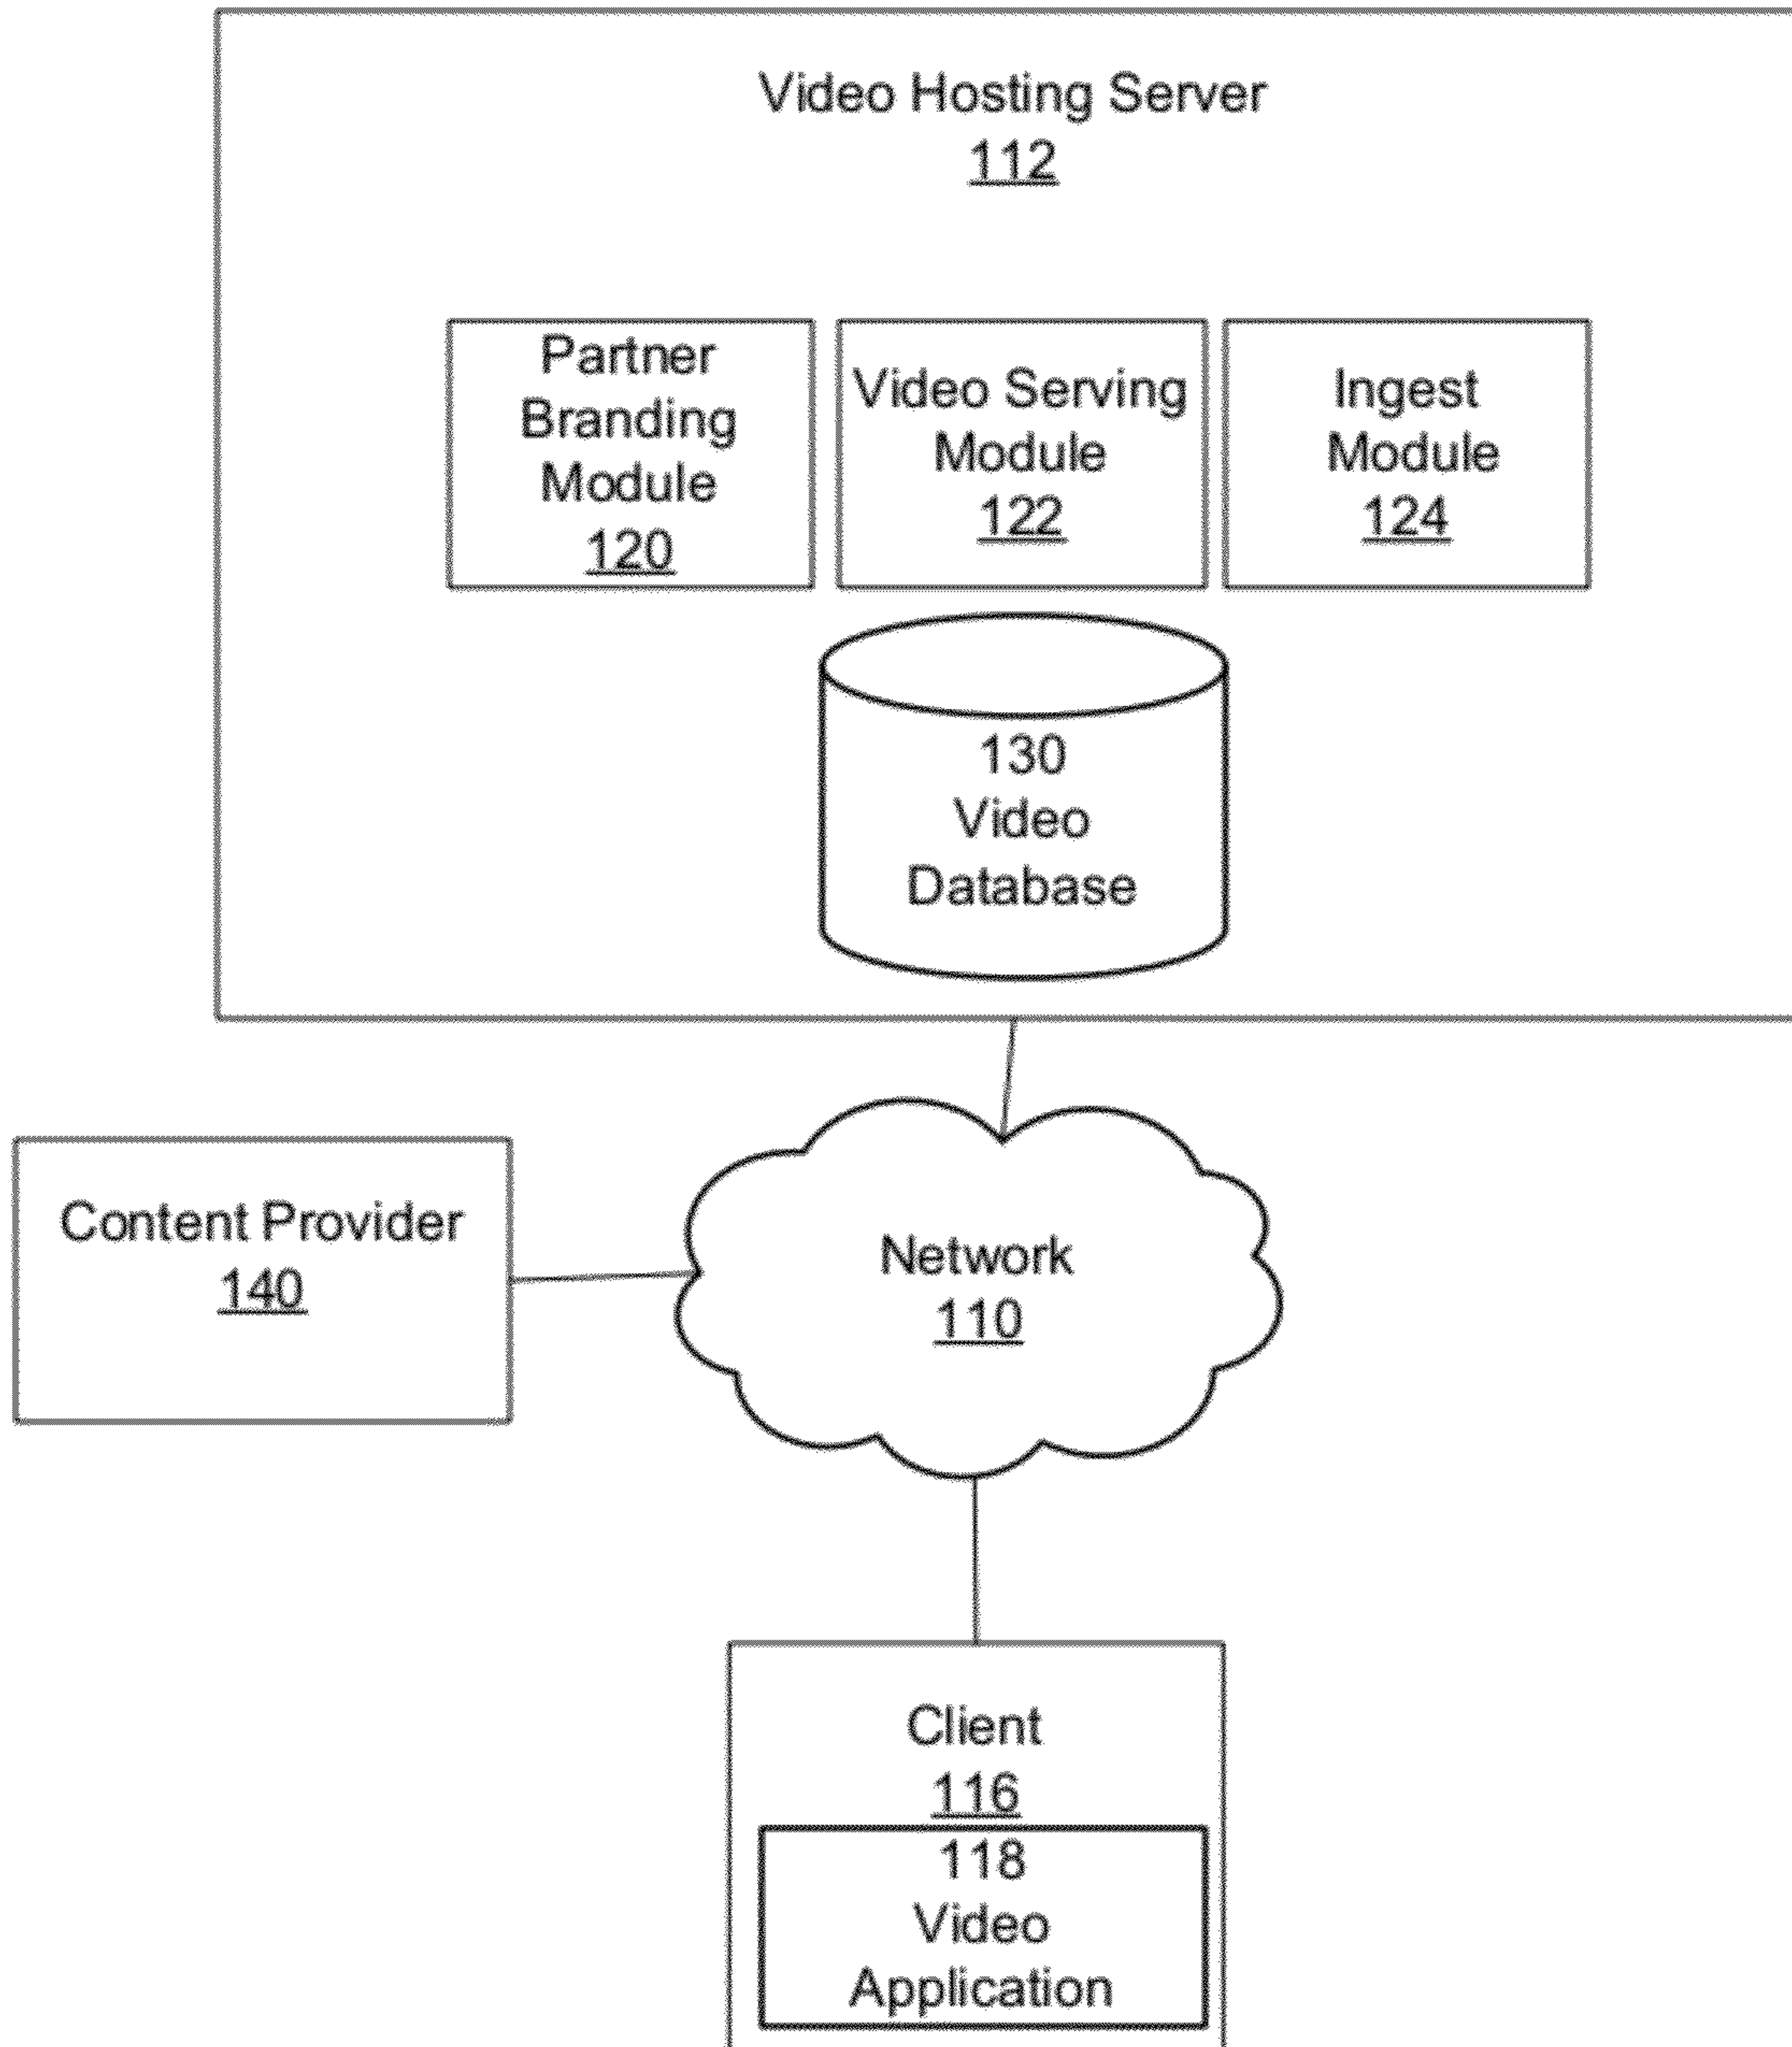 Video Hosting Server
112
Partner
Branding
Module
120
Video Serving
Module
122
Ingest
Module
124
130
Video
Database
Content Provider
140
Network
110
Client
116
118
Video
Application